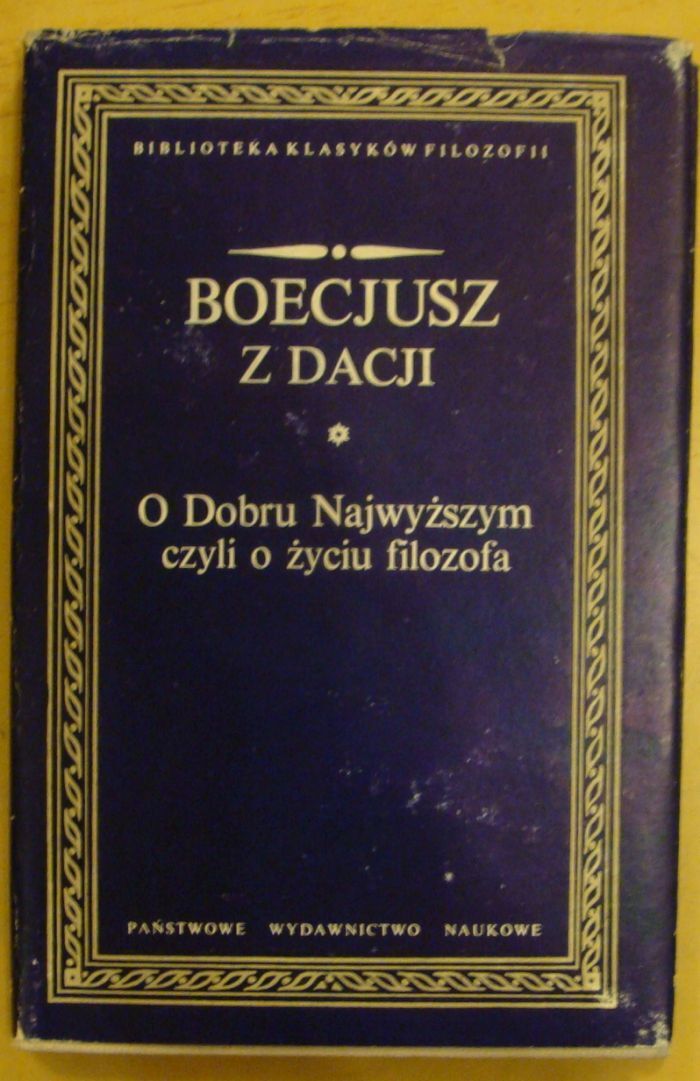 BIBLIOTEKA KLASYKÓW FILOZOFII
BOECJUSZ
Z DACJI
O Dobru Najwyższym
czyli o życiu filozofa
PAŃSTWOWE WYDAWNICTWO NAUKOWE